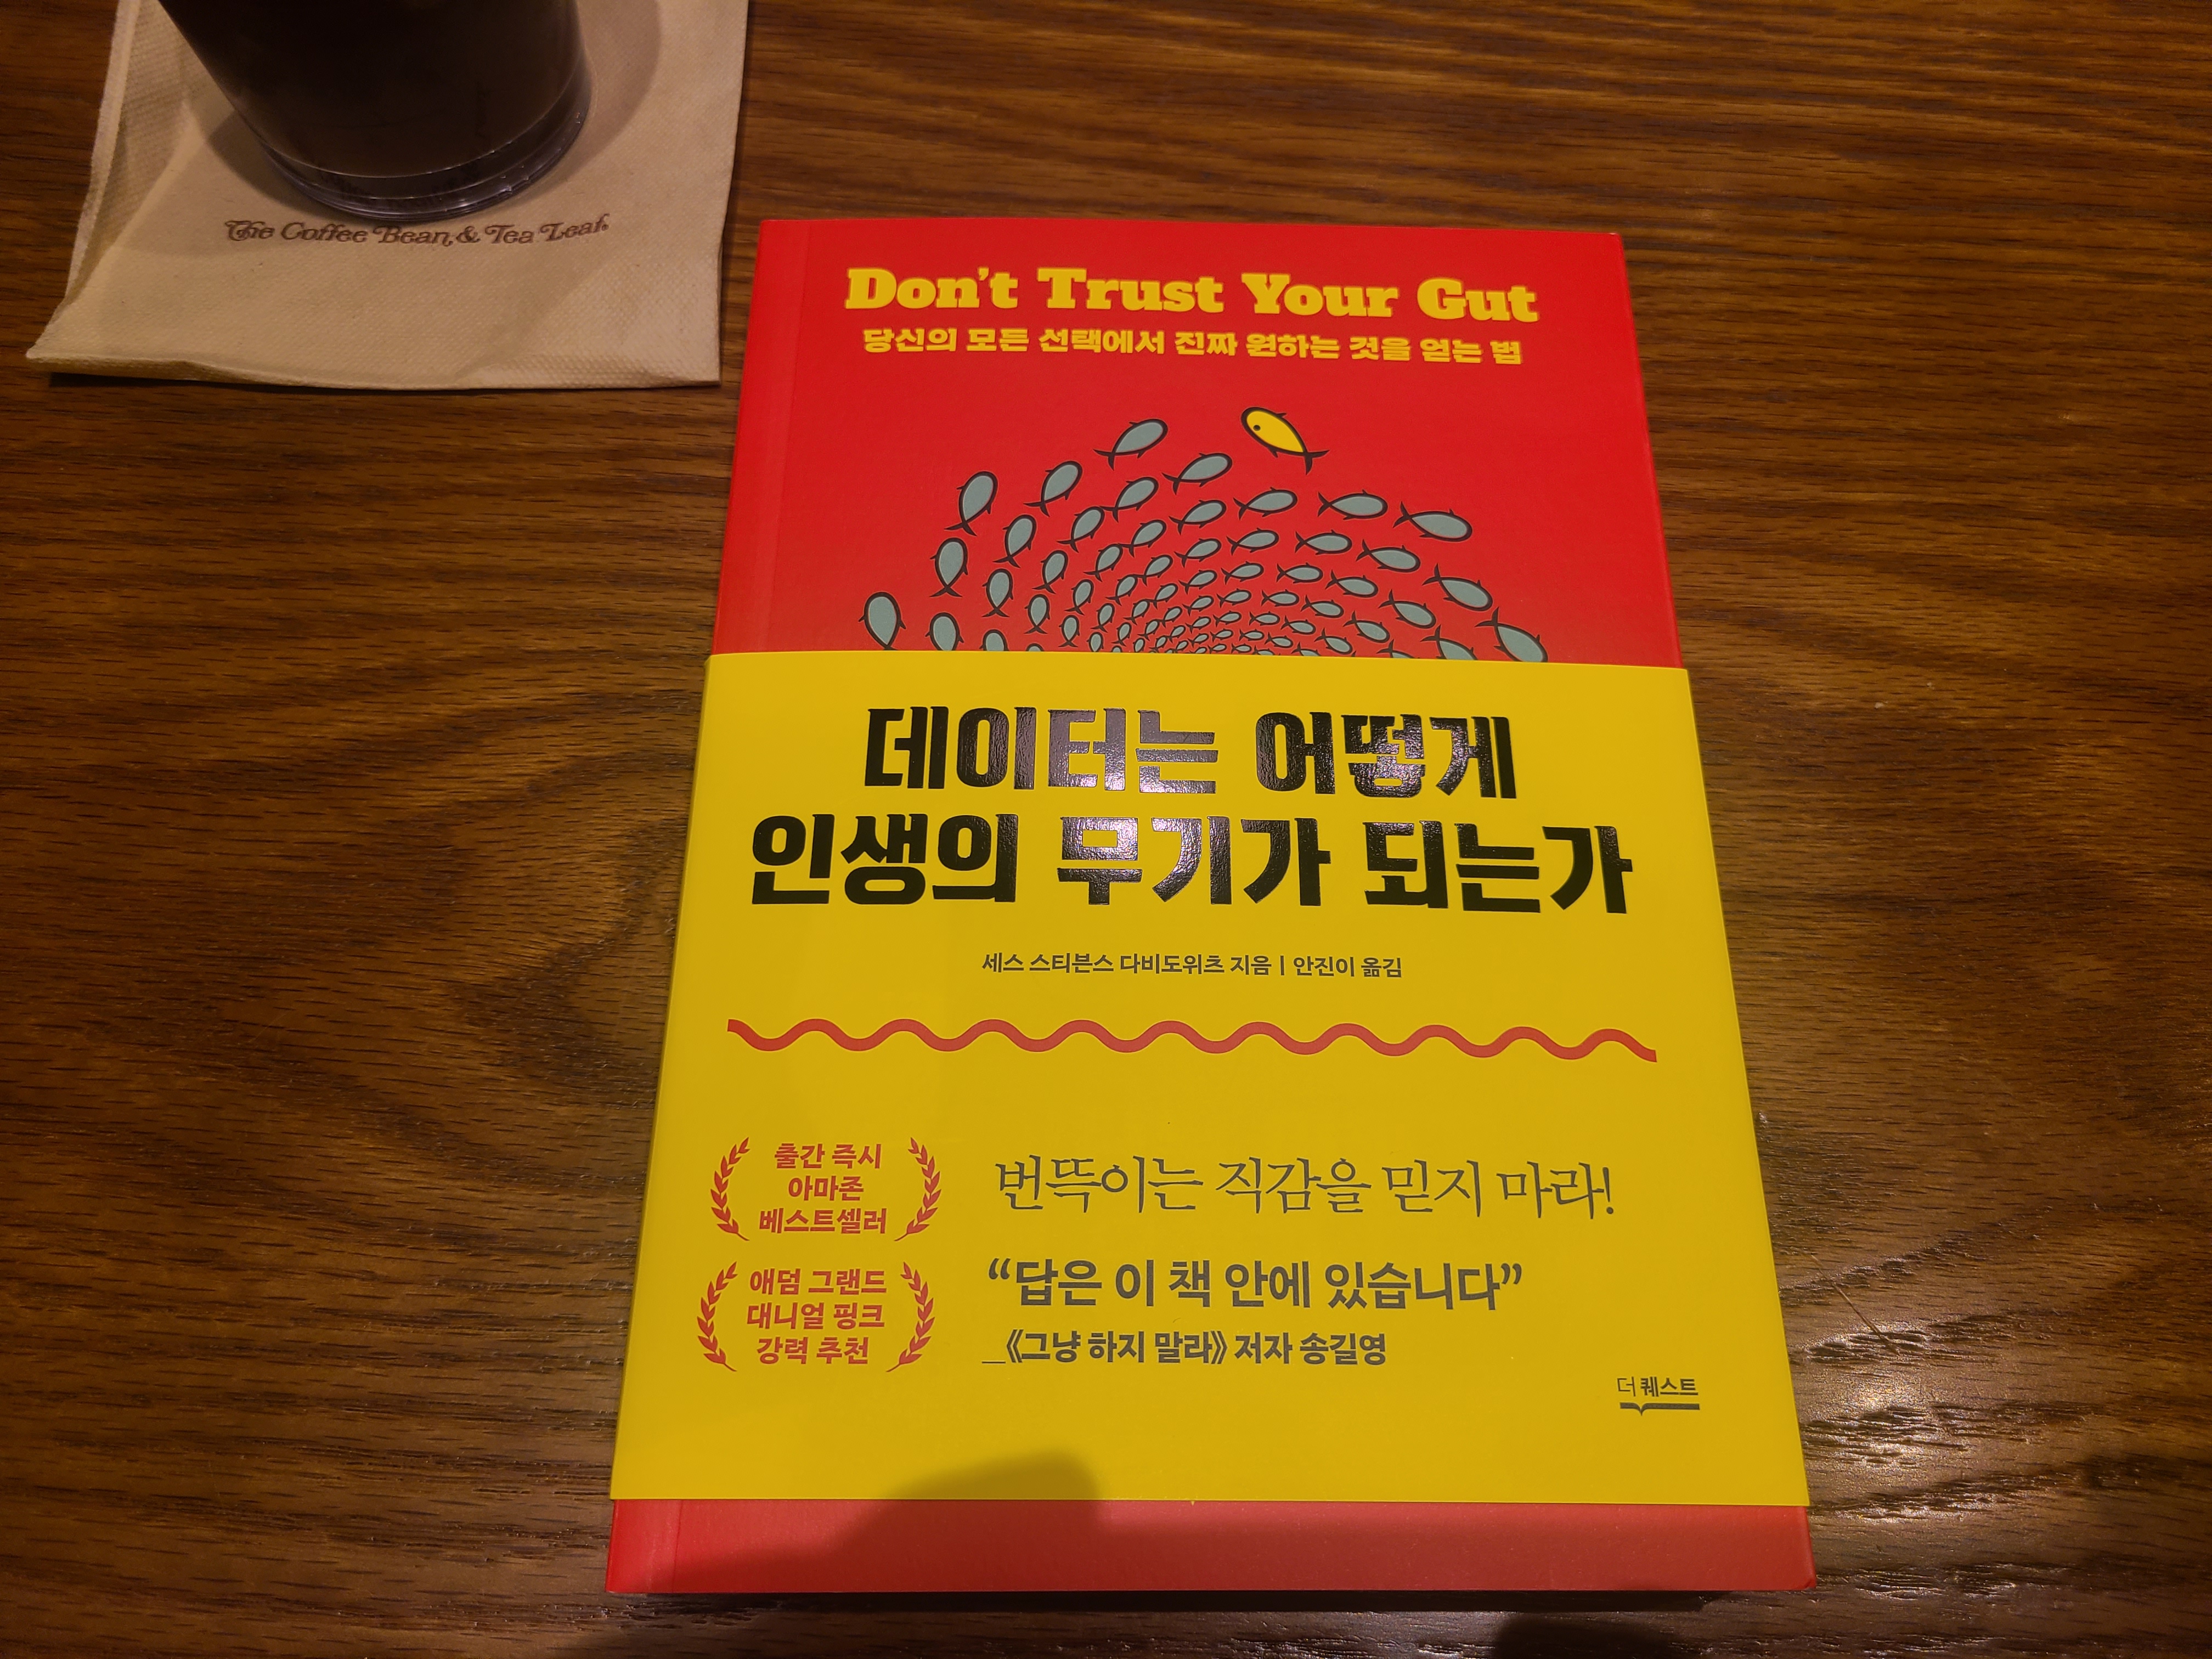 The Coffee Bean & Tea Leaf
Don't Trust Your Gut
당신의 모든 선택에서 진짜 원하는 것을 얻는 법
데이터는 어떻게
인생의 무기가 되는가
세스 스티븐스 다비도위츠 지음 | 안진이 옮김
출간 즉시
아마존
베스트셀러
번뜩이는 직감을 믿지 마라!
애덤 그랜드
대니얼 핑크
강력 추천
“답은 이 책 안에 있습니다”
_《그냥 하지 말라》 저자 송길영
더 퀘스트